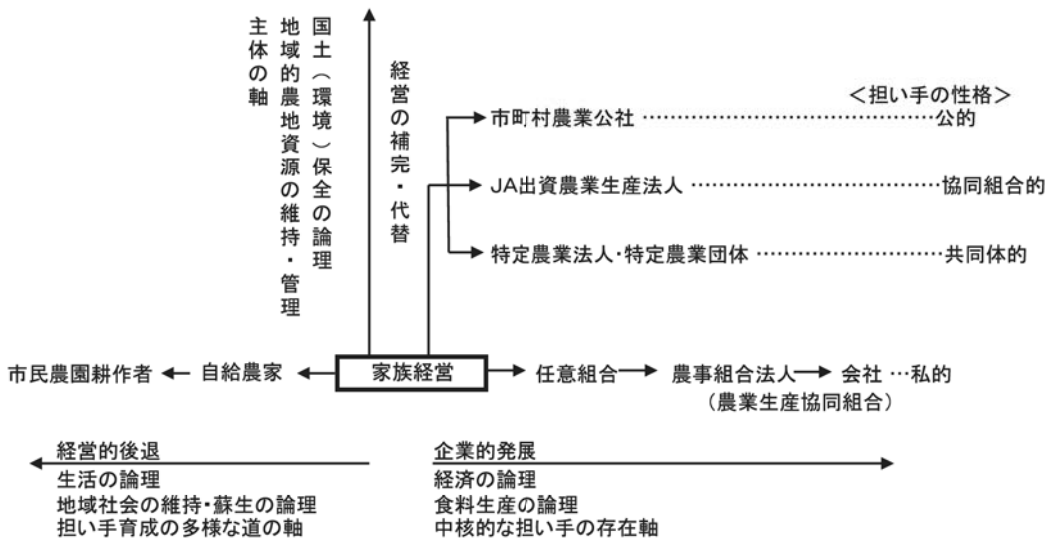 国土（環境）保全の論理
地域的農地資源の維持・管理
主体の軸
経営の補完・代替
＜担い手の性格＞
市町村農業公社 ……………………………………公的
JA出資農業生産法人 ………………………………協同組合的
特定農業法人・特定農業団体 ………………………共同体的
市民農園耕作者 ← 自給農家 ← 家族経営 → 任意組合 → 農事組合法人 → 会社 …私的
（農業生産協同組合）
経営的後退
生活の論理
地域社会の維持・蘇生の論理
担い手育成の多様な道の軸
企業的発展
経済の論理
食料生産の論理
中核的な担い手の存在軸